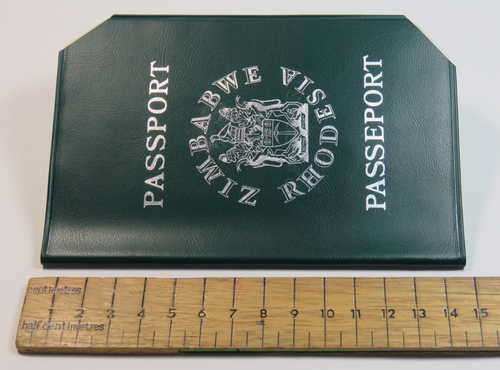 PASSPORT
ZIMBABWE RHODESIA
PASSEPORT
centimetres
1 2 3 4 5 6 7 8 9 10 11 12 13 14 15
half centimetres